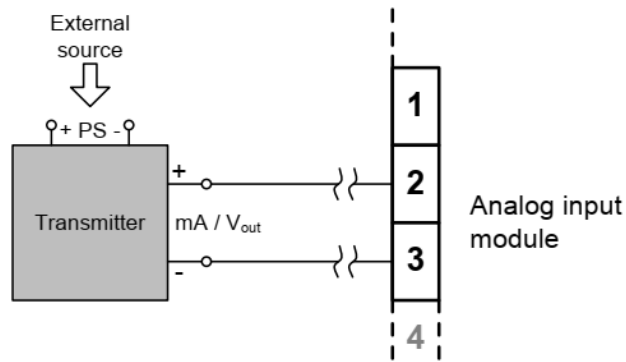 External
source
+ PS -
Transmitter
+
mA / Vout
-
1
2
3
4
Analog input
module